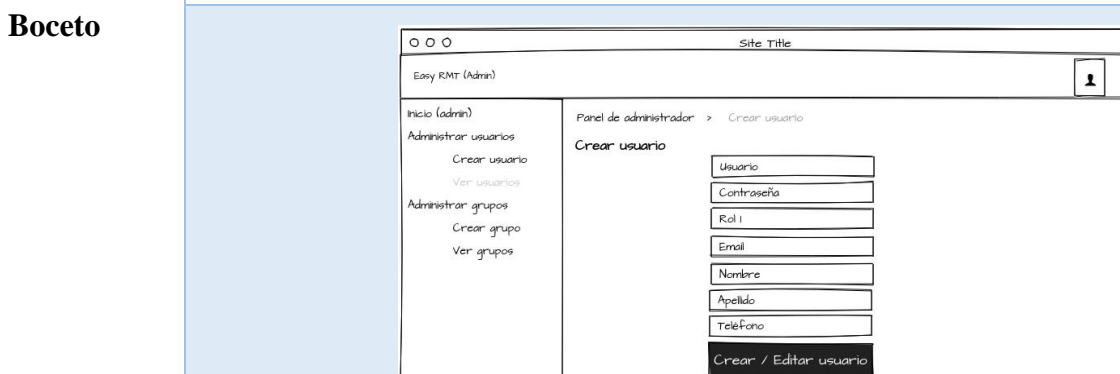 Boceto
Site Title
Easy RMT (Admin)
Inicio (admin)
Administrar usuarios
Crear usuario
Ver usuarios
Administrar grupos
Crear grupo
Ver grupos
Panel de administrador > Crear usuario
Crear usuario
Usuario
Contraseña
Rol 1
Email
Nombre
Apellido
Teléfono
Crear / Editar usuario